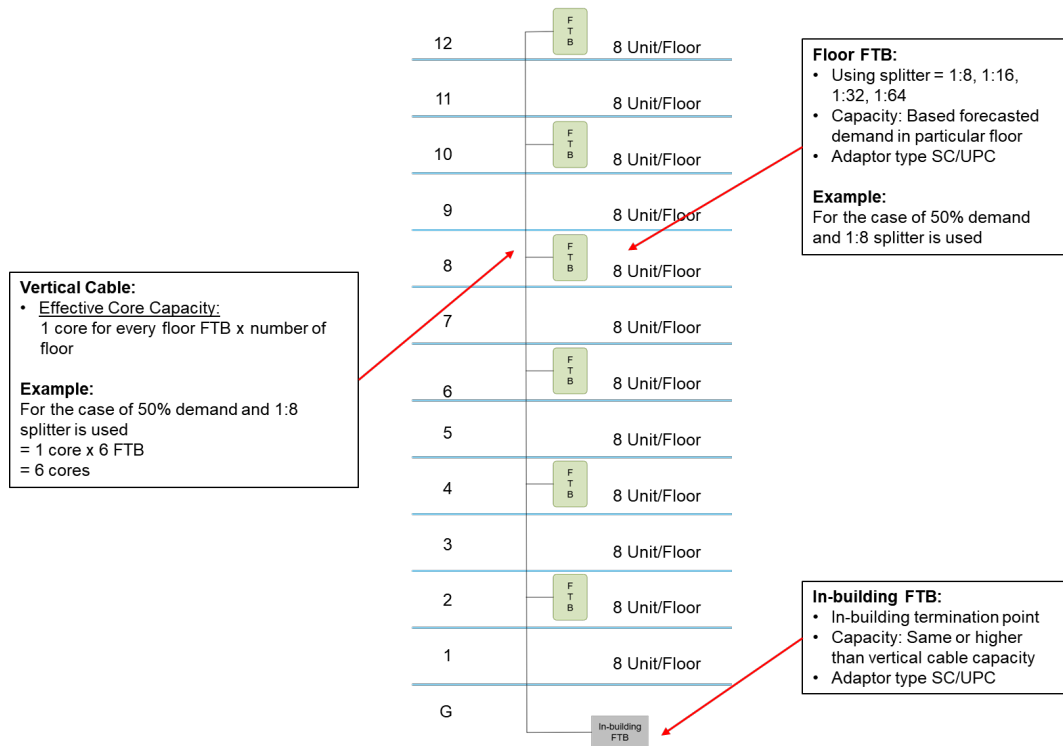 F
T
B
12
8 Unit/Floor
11
8 Unit/Floor
F
T
B
10
8 Unit/Floor
9
8 Unit/Floor
F
T
B
8
8 Unit/Floor
7
8 Unit/Floor
F
T
B
6
8 Unit/Floor
5
8 Unit/Floor
F
T
B
4
8 Unit/Floor
3
8 Unit/Floor
F
T
B
2
8 Unit/Floor
1
8 Unit/Floor
G
In-building
FTB
Vertical Cable:
• Effective Core Capacity:
1 core for every floor FTB x number of
floor
Example:
For the case of 50% demand and 1:8
splitter is used
= 1 core x 6 FTB
= 6 cores
Floor FTB:
• Using splitter = 1:8, 1:16,
1:32, 1:64
• Capacity: Based forecasted
demand in particular floor
• Adaptor type SC/UPC
Example:
For the case of 50% demand
and 1:8 splitter is used
In-building FTB:
• In-building termination point
• Capacity: Same or higher
than vertical cable capacity
• Adaptor type SC/UPC